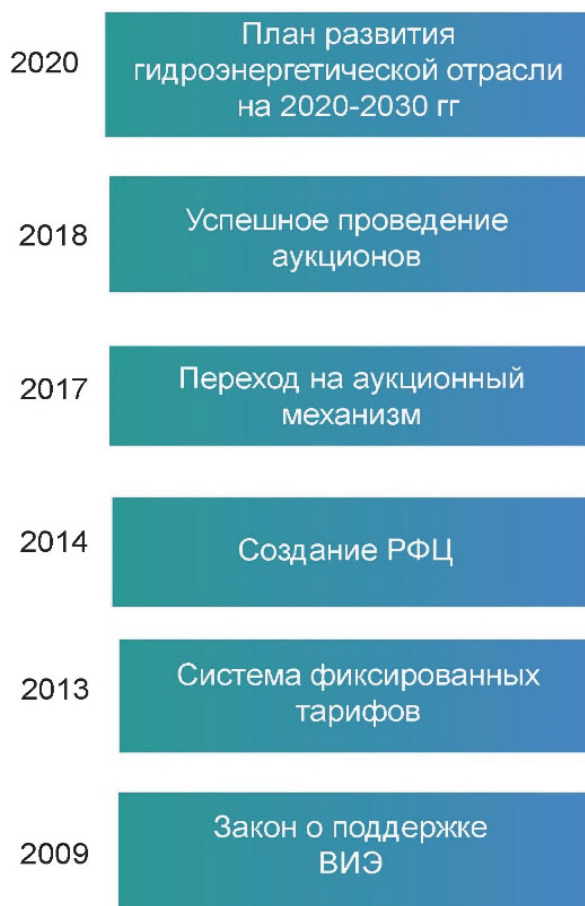 2020
План развития
гидроэнергетической отрасли
на 2020-2030 гг
2018
Успешное проведение
аукционов
2017
Переход на аукционный
механизм
2014
Создание РФЦ
2013
Система фиксированных
тарифов
2009
Закон о поддержке
ВИЭ